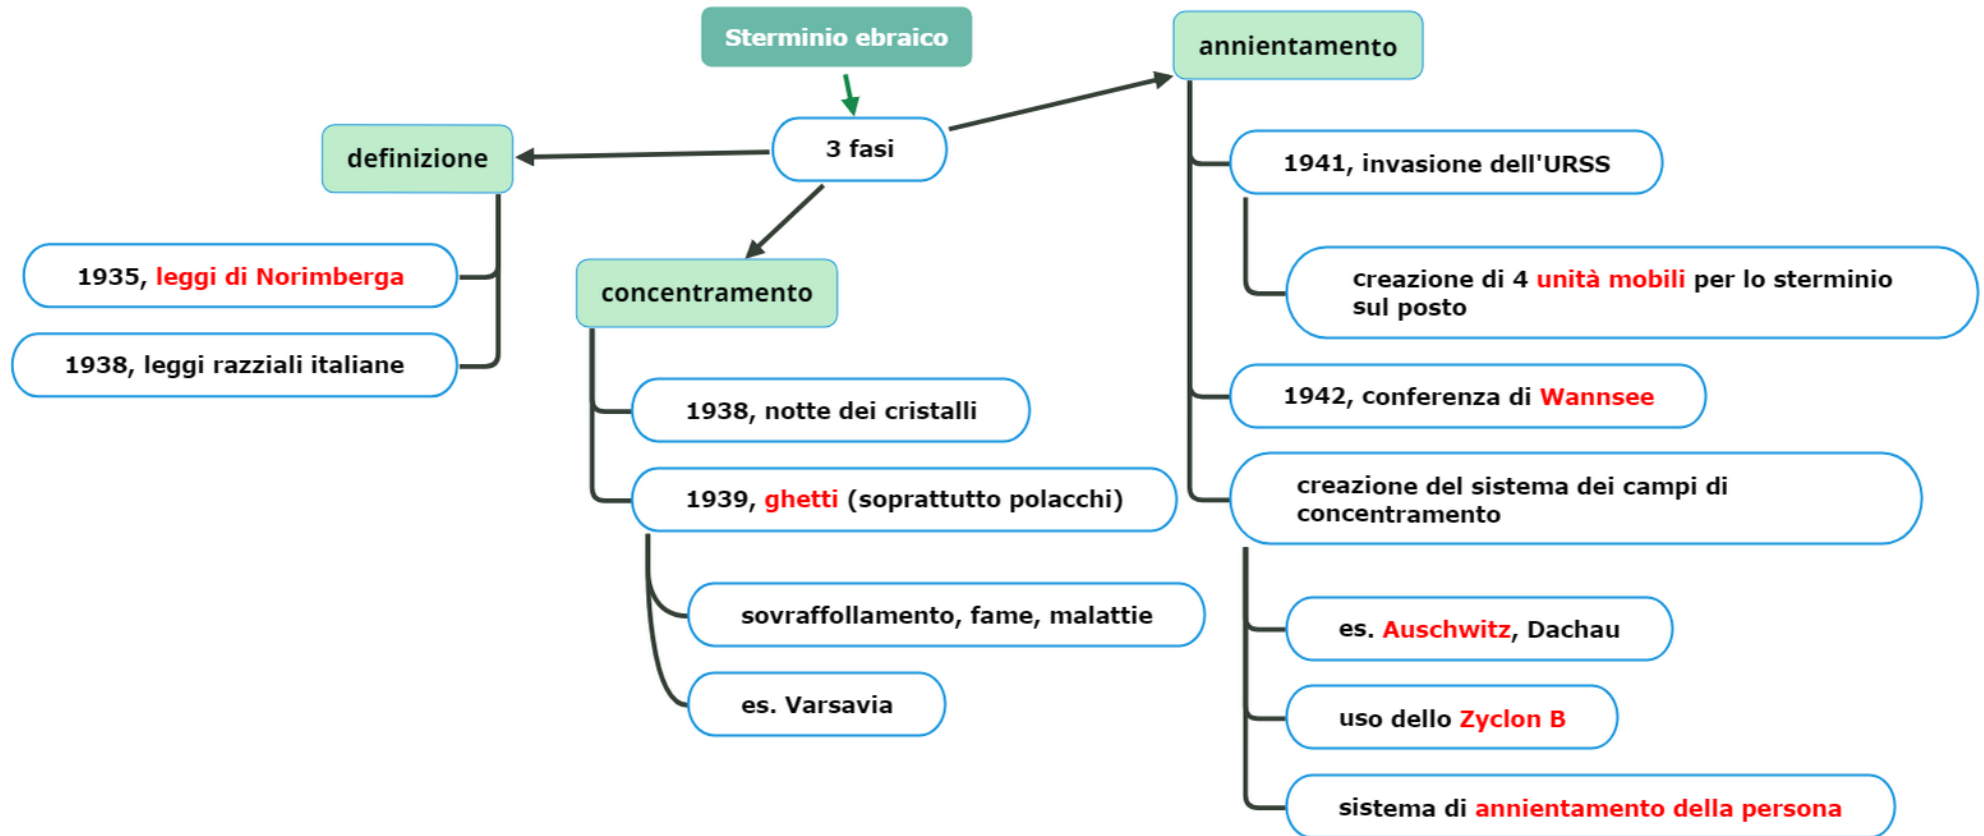 Sterminio ebraico
3 fasi
definizione
1935, leggi di Norimberga
1938, leggi razziali italiane
concentramento
1938, notte dei cristalli
1939, ghetti (soprattutto polacchi)
sovraffollamento, fame, malattie
es. Varsavia
annientamento
1941, invasione dell'URSS
creazione di 4 unità mobili per lo sterminio
sul posto
1942, conferenza di Wannsee
creazione del sistema dei campi di
concentramento
es. Auschwitz, Dachau
uso dello Zyclon B
sistema di annientamento della persona